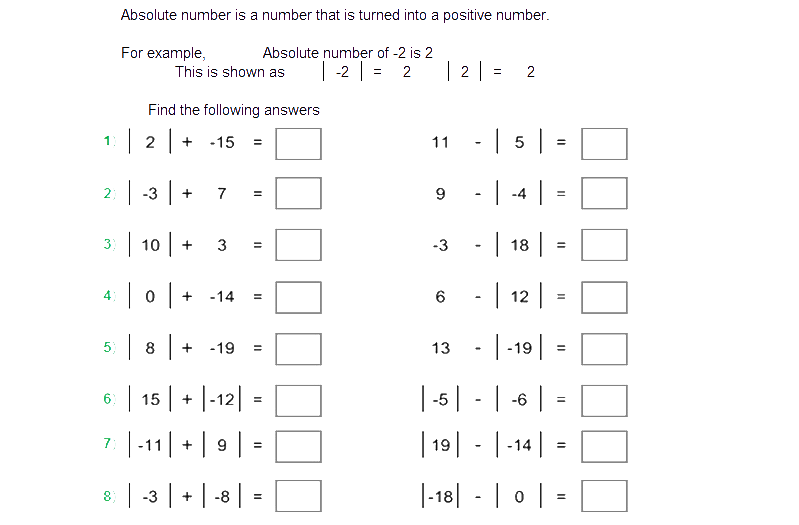 Absolute number is a number that is turned into a positive number.
For example, Absolute number of -2 is 2
This is shown as | -2 | = 2 | 2 | = 2
Find the following answers
1) | 2 | + -15 = 11 - | 5 | =
2) | -3 | + 7 = 9 - | -4 | =
3) | 10 | + 3 = -3 - | 18 | =
4) | 0 | + -14 = 6 - | 12 | =
5) | 8 | + -19 = 13 - | -19 | =
6) | 15 | + | -12 | = | -5 | - | -6 | =
7) | -11 | + | 9 | = | 19 | - | -14 | =
8) | -3 | + | -8 | = | -18 | - | 0 | =